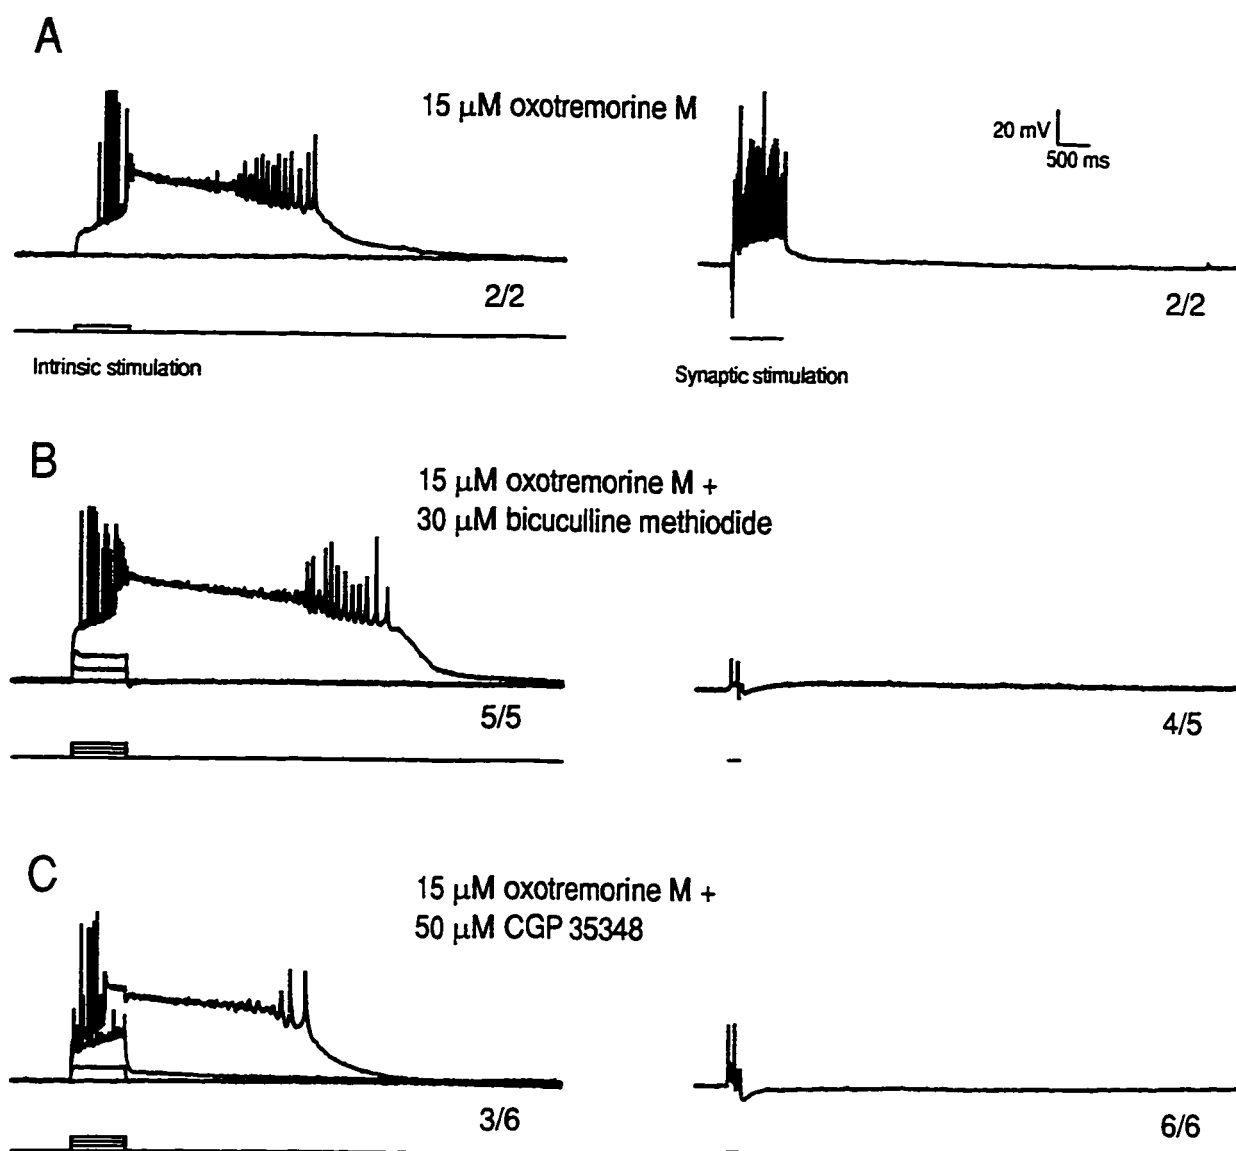 A
15 µM oxotremorine M
20 mV
500 ms
2/2
2/2
Intrinsic stimulation
Synaptic stimulation
B
15 µM oxotremorine M +
30 µM bicuculline methiodide
5/5
4/5
C
15 µM oxotremorine M +
50 µM CGP 35348
3/6
6/6